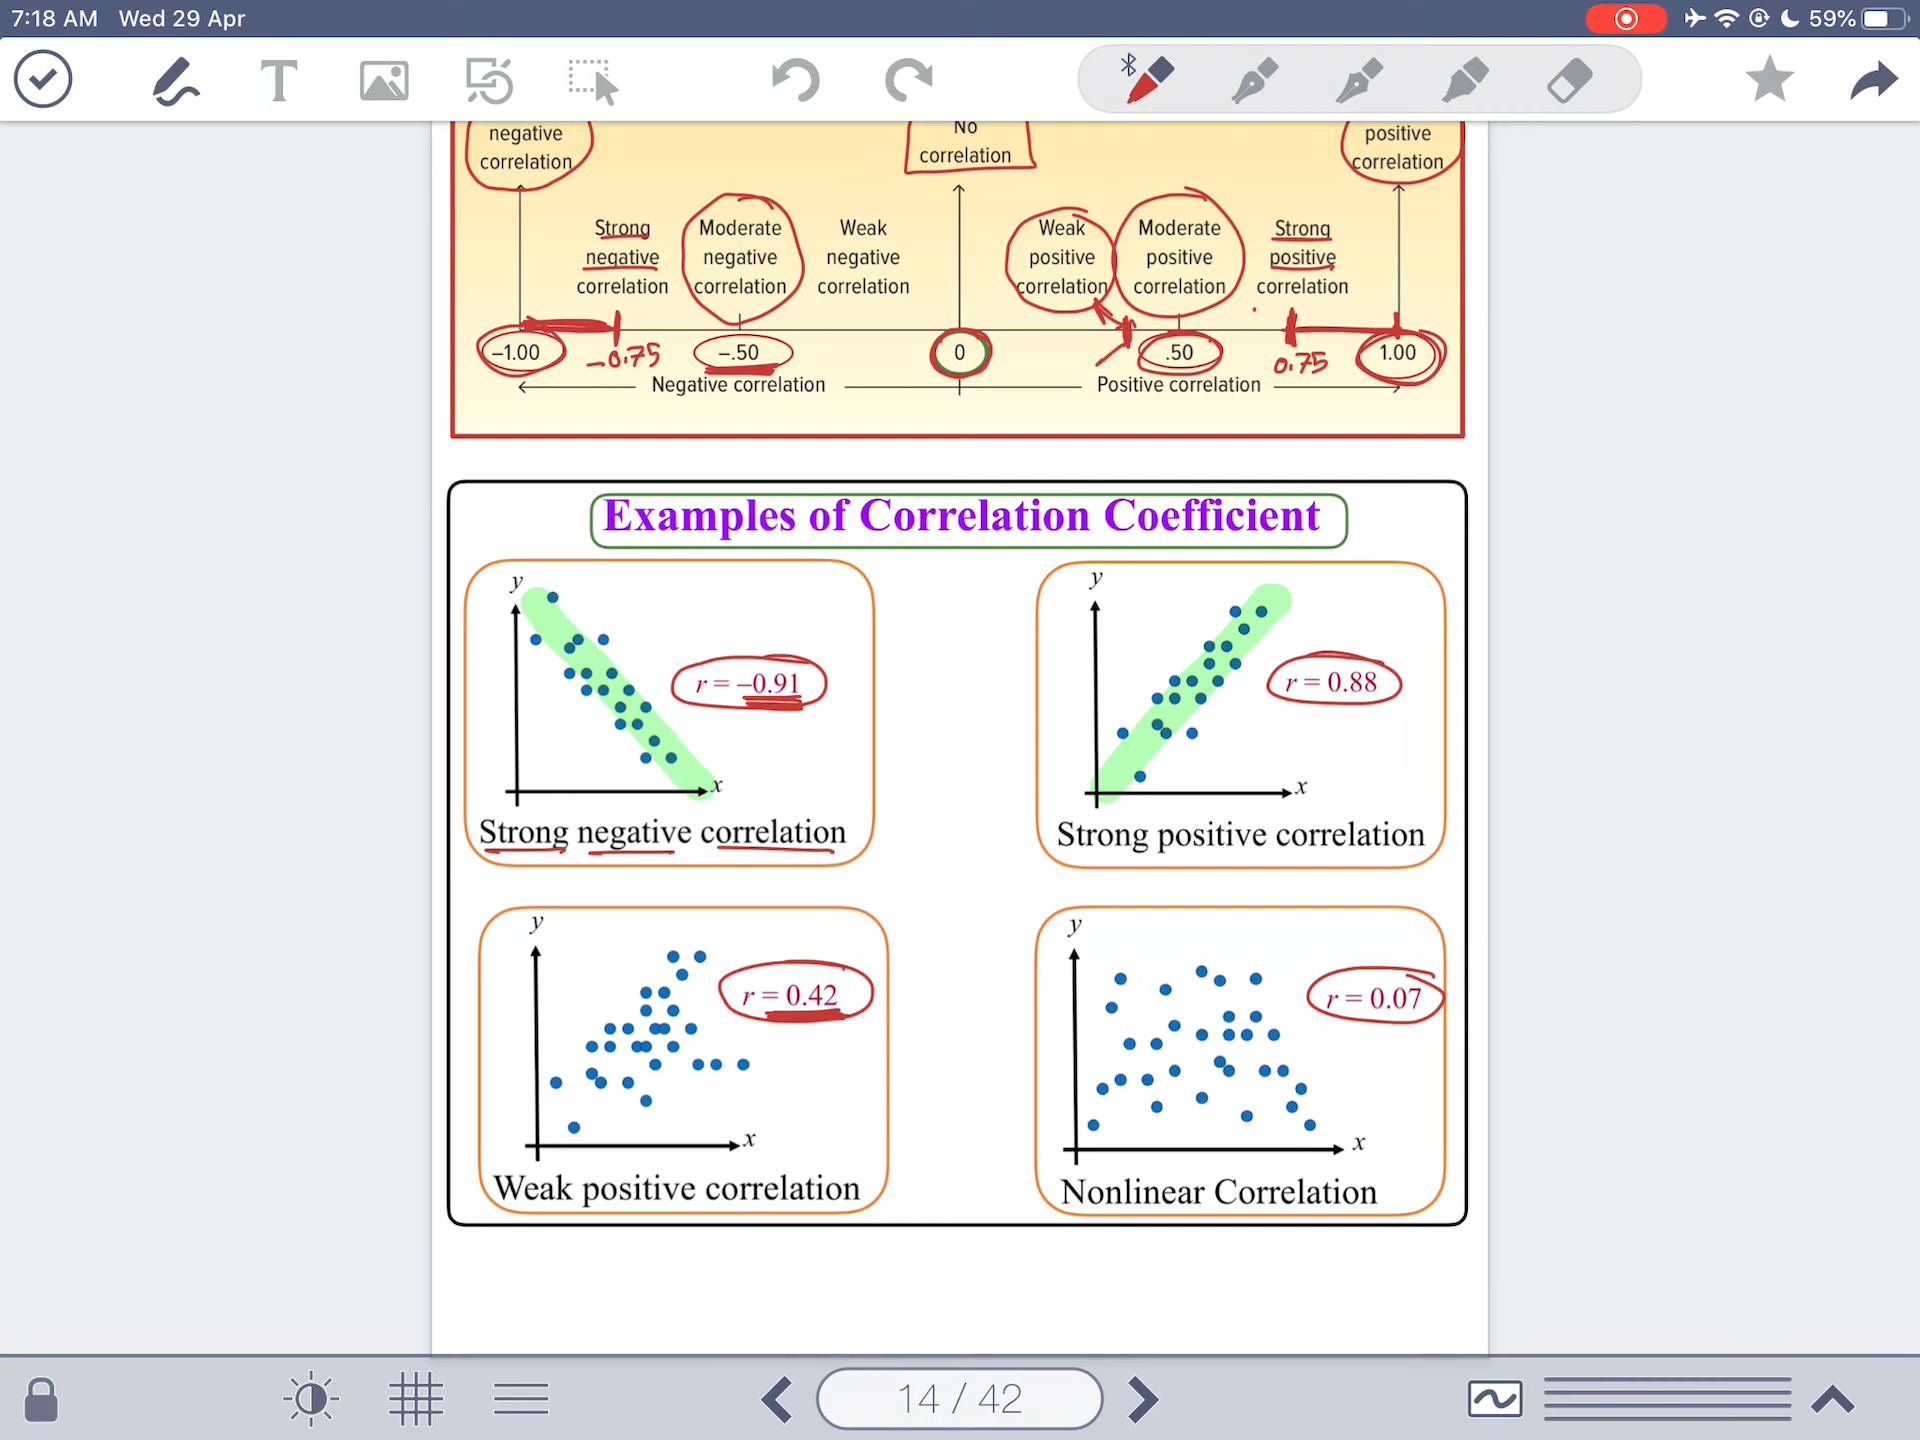 7:18 AM Wed 29 Apr
59%
T
negative
correlation
No
correlation
positive
correlation
Strong
negative
correlation
Moderate
negative
correlation
Weak
negative
correlation
Weak
positive
correlation
Moderate
positive
correlation
Strong
positive
correlation
–1.00
-0.75
–.50
0
.50
0.75
1.00
Negative correlation
Positive correlation
Examples of Correlation Coefficient
y
r = –0.91
x
Strong negative correlation
y
r = 0.88
x
Strong positive correlation
y
r = 0.42
x
Weak positive correlation
y
r = 0.07
x
Nonlinear Correlation
14 / 42